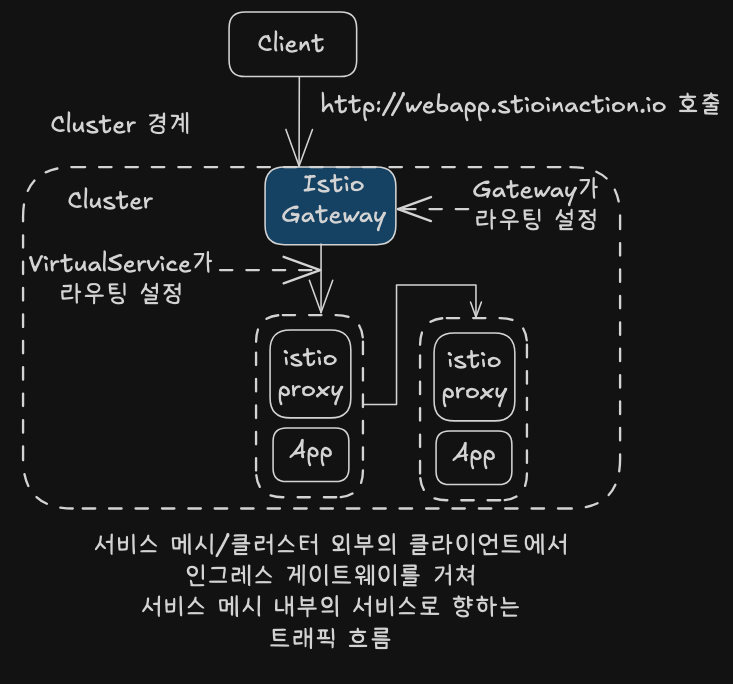 Client
http://webapp.stioinaction.io 호출
Cluster 경계
Cluster
Istio
Gateway
Gateway가
라우팅 설정
VirtualService가
라우팅 설정
istio
proxy
App
istio
proxy
App
서비스 메시/클러스터 외부의 클라이언트에서
인그레스 게이트웨이를 거쳐
서비스 메시 내부의 서비스로 향하는
트래픽 흐름